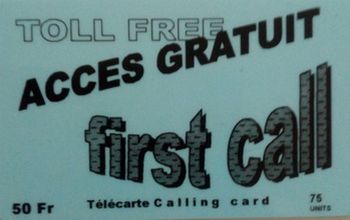 TOLL FREE
ACCES GRATUIT
first call
50 Fr Télécarte Calling card 75
UNITS